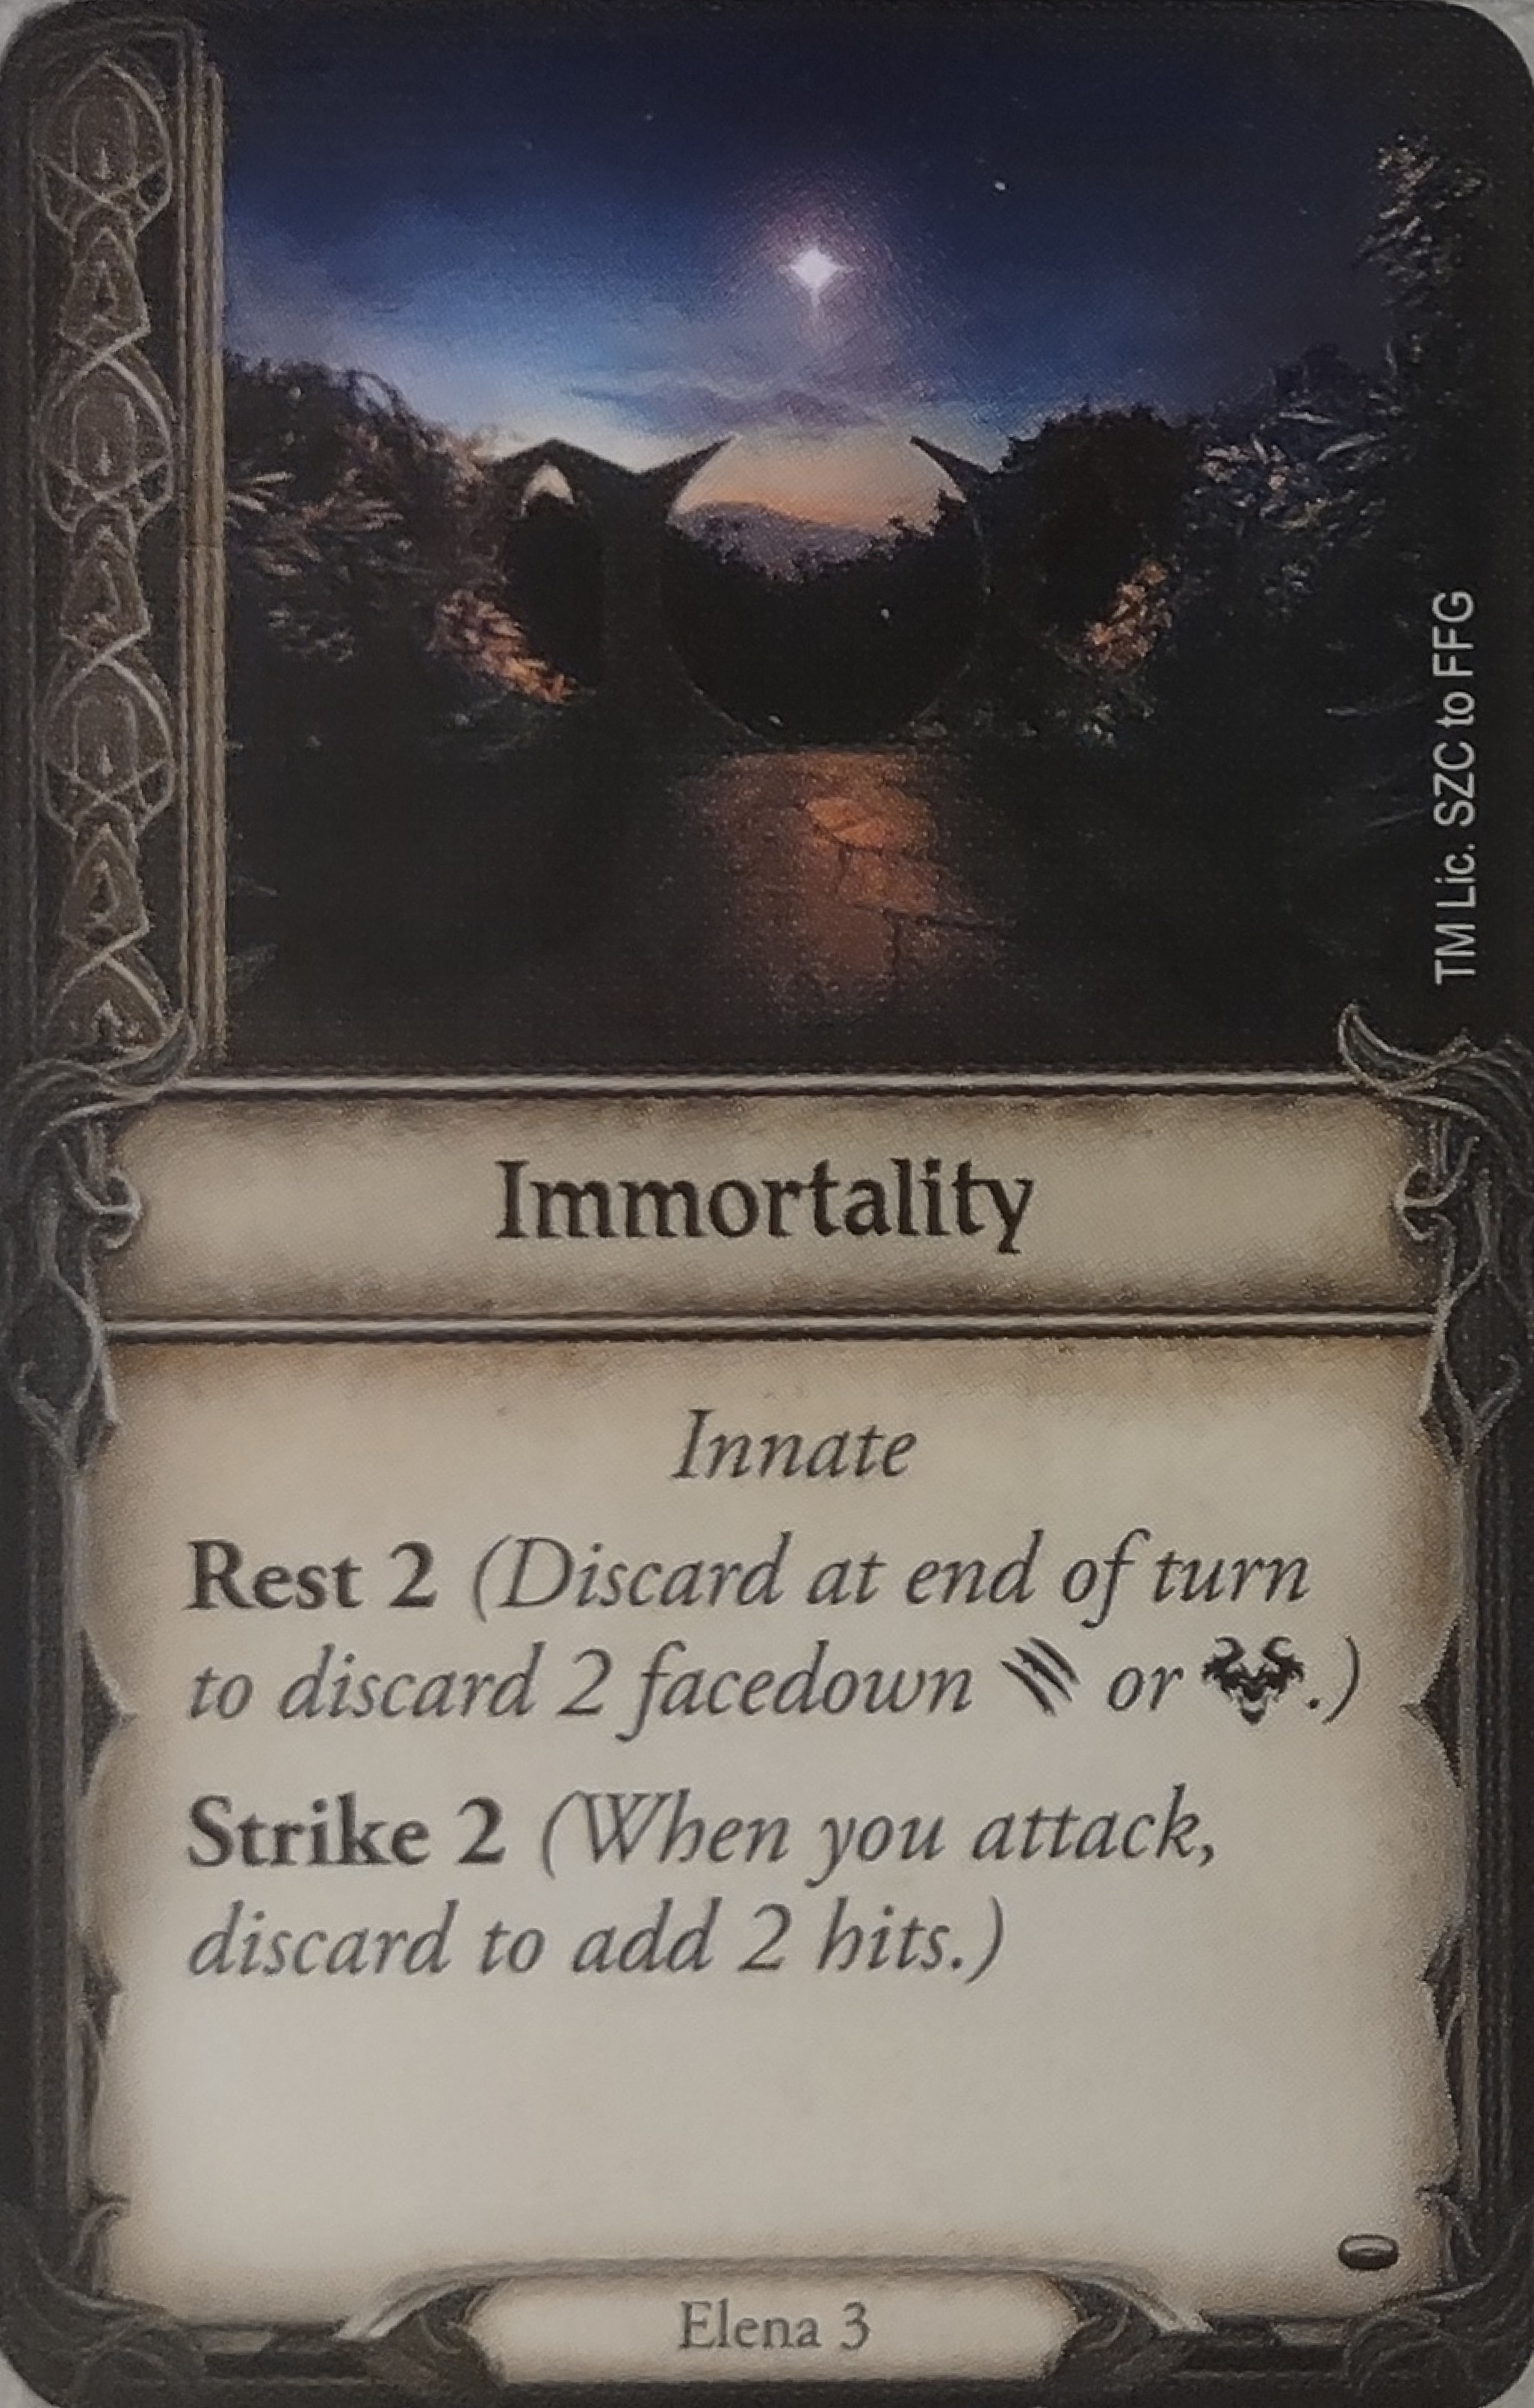 TM Lic. SZC to FFG
Immortality
Innate
Rest 2 (Discard at end of turn
to discard 2 facedown or .)
Strike 2 (When you attack,
discard to add 2 hits.)
Elena 3